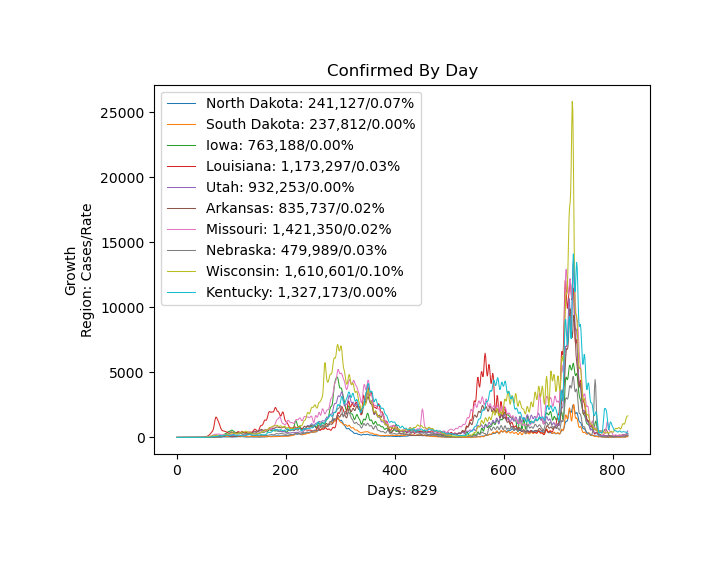 Confirmed By Day
25000
20000
15000
10000
5000
0
Growth
Region: Cases/Rate
North Dakota: 241,127/0.07%
South Dakota: 237,812/0.00%
Iowa: 763,188/0.00%
Louisiana: 1,173,297/0.03%
Utah: 932,253/0.00%
Arkansas: 835,737/0.02%
Missouri: 1,421,350/0.02%
Nebraska: 479,989/0.03%
Wisconsin: 1,610,601/0.10%
Kentucky: 1,327,173/0.00%
0 200 400 600 800
Days: 829